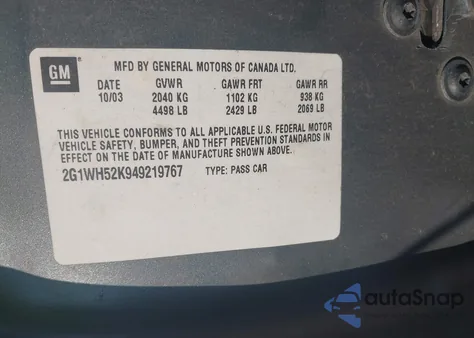 GM
MFD BY GENERAL MOTORS OF CANADA LTD.
DATE GVWR GAWR FRT GAWR RR
10/03 2040 KG 1102 KG 938 KG
4498 LB 2429 LB 2069 LB
THIS VEHICLE CONFORMS TO ALL APPLICABLE U.S. FEDERAL MOTOR
VEHICLE SAFETY, BUMPER, AND THEFT PREVENTION STANDARDS IN
EFFECT ON THE DATE OF MANUFACTURE SHOWN ABOVE.
2G1WH52K949219767 TYPE: PASS CAR
autoSnap